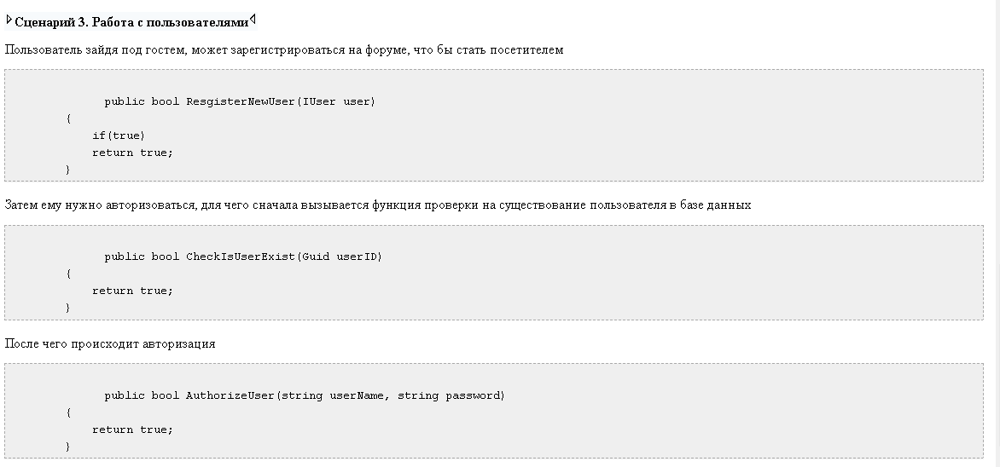 Сценарий 3. Работа с пользователями
Пользователь зайдя под гостем, может зарегистрироваться на форуме, что бы стать посетителем
public bool ResgisterNewUser(IUser user)
{
if(true)
return true;
}
Затем ему нужно авторизоваться, для чего сначала вызывается функция проверки на существование пользователя в базе данных
public bool CheckIsUserExist(Guid userID)
{
return true;
}
После чего происходит авторизация
public bool AuthorizeUser(string userName, string password)
{
return true;
}